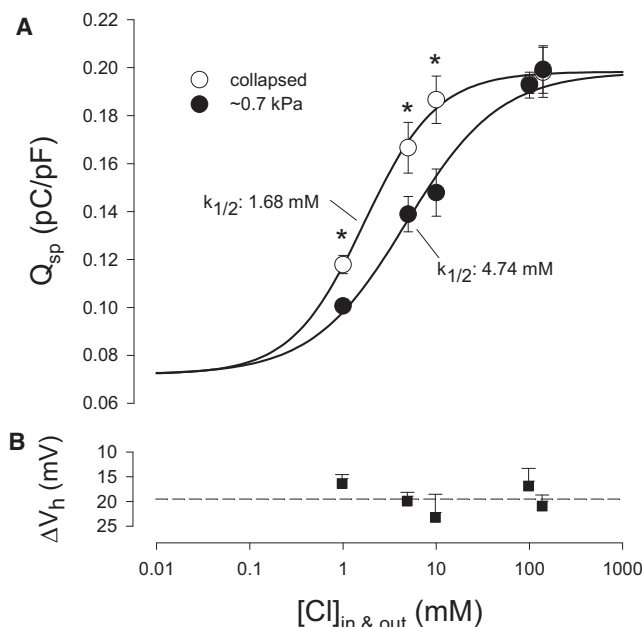 A
0.20
0.18
0.16
0.14
0.12
0.10
0.08
0.06
Qsp (pC/pF)
collapsed
~0.7 kPa
*
*
*
k1/2: 1.68 mM
k1/2: 4.74 mM
B
10
15
20
25
ΔVh (mV)
0.01 0.1 1 10 100 1000
[Cl]in & out (mM)